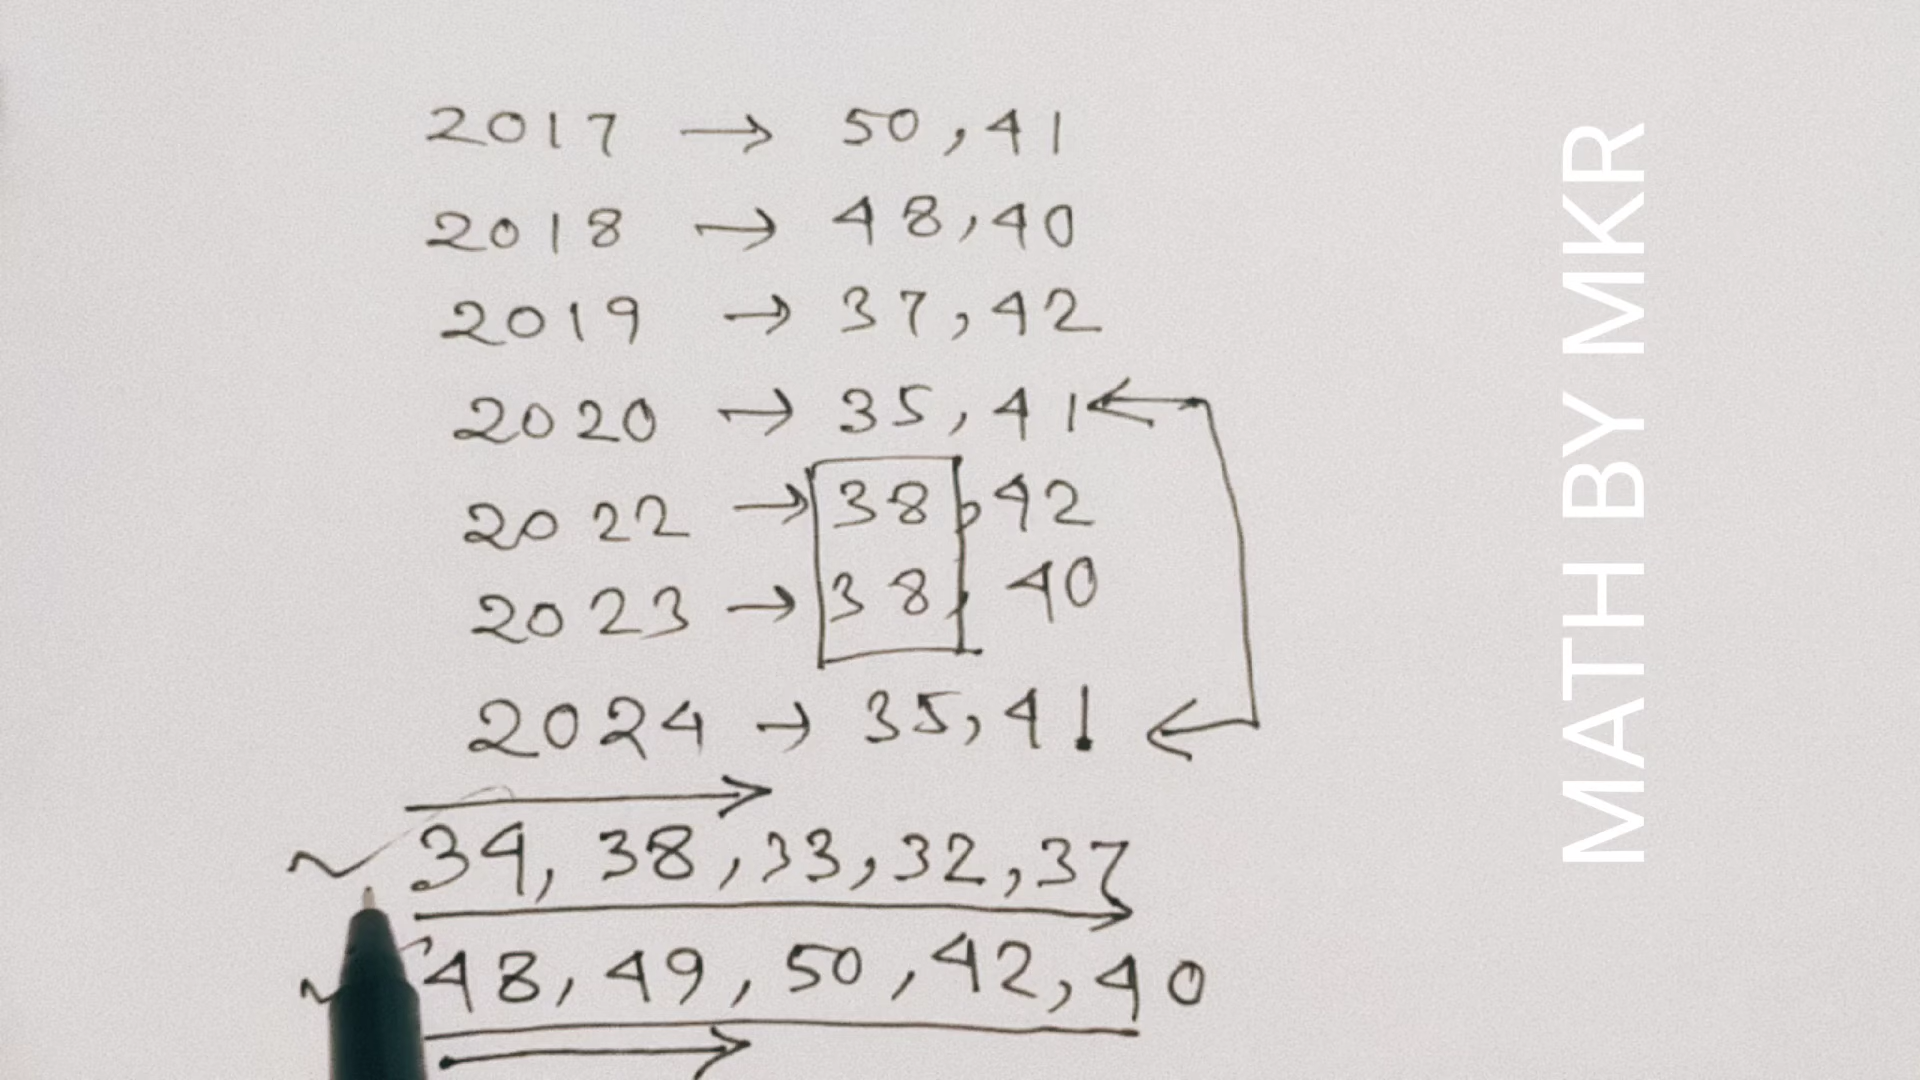 2017 → 50, 41
2018 → 48, 40
2019 → 37, 42
2020 → 35, 41
2022 → 38, 42
2023 → 38, 40
2024 → 35, 41
34, 38, 33, 32, 37
48, 49, 50, 42, 40
MATH BY MKR